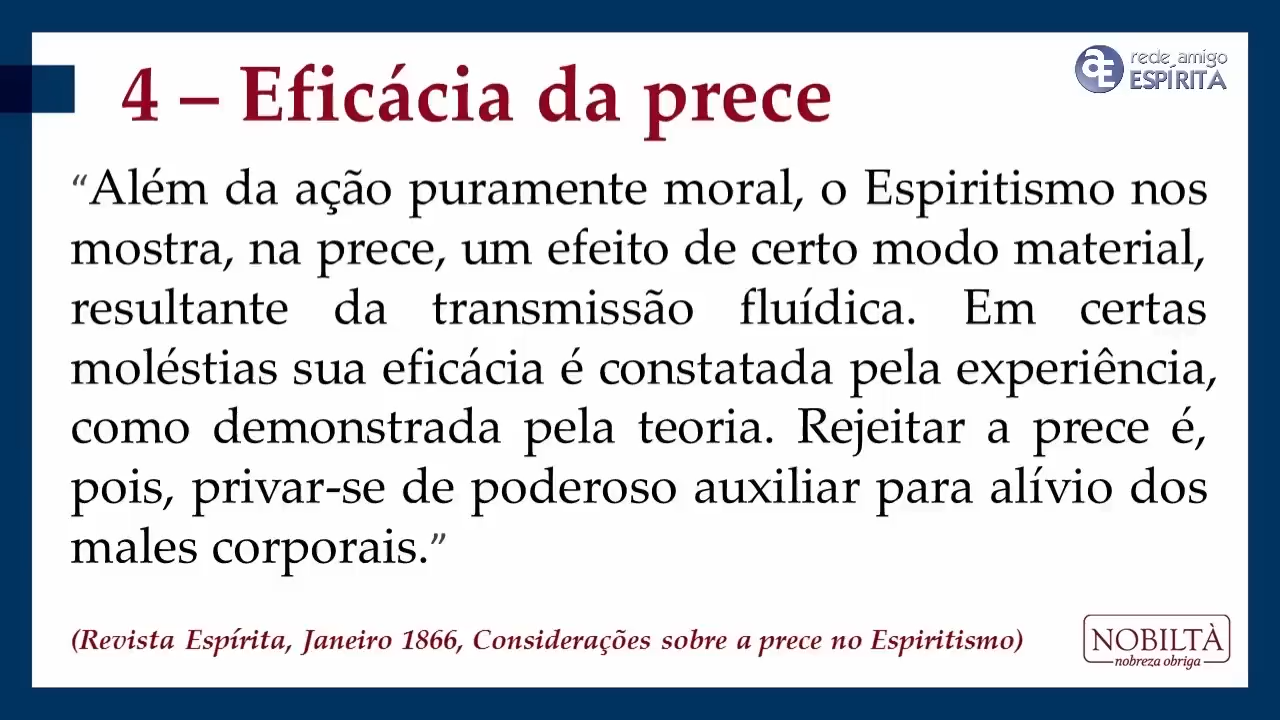 4 – Eficácia da prece
rede amigo
ESPÍRITA
“Além da ação puramente moral, o Espiritismo nos
mostra, na prece, um efeito de certo modo material,
resultante da transmissão fluídica. Em certas
moléstias sua eficácia é constatada pela experiência,
como demonstrada pela teoria. Rejeitar a prece é,
pois, privar-se de poderoso auxiliar para alívio dos
males corporais.”
(Revista Espírita, Janeiro 1866, Considerações sobre a prece no Espiritismo)
NOBILTÀ
nobreza obriga